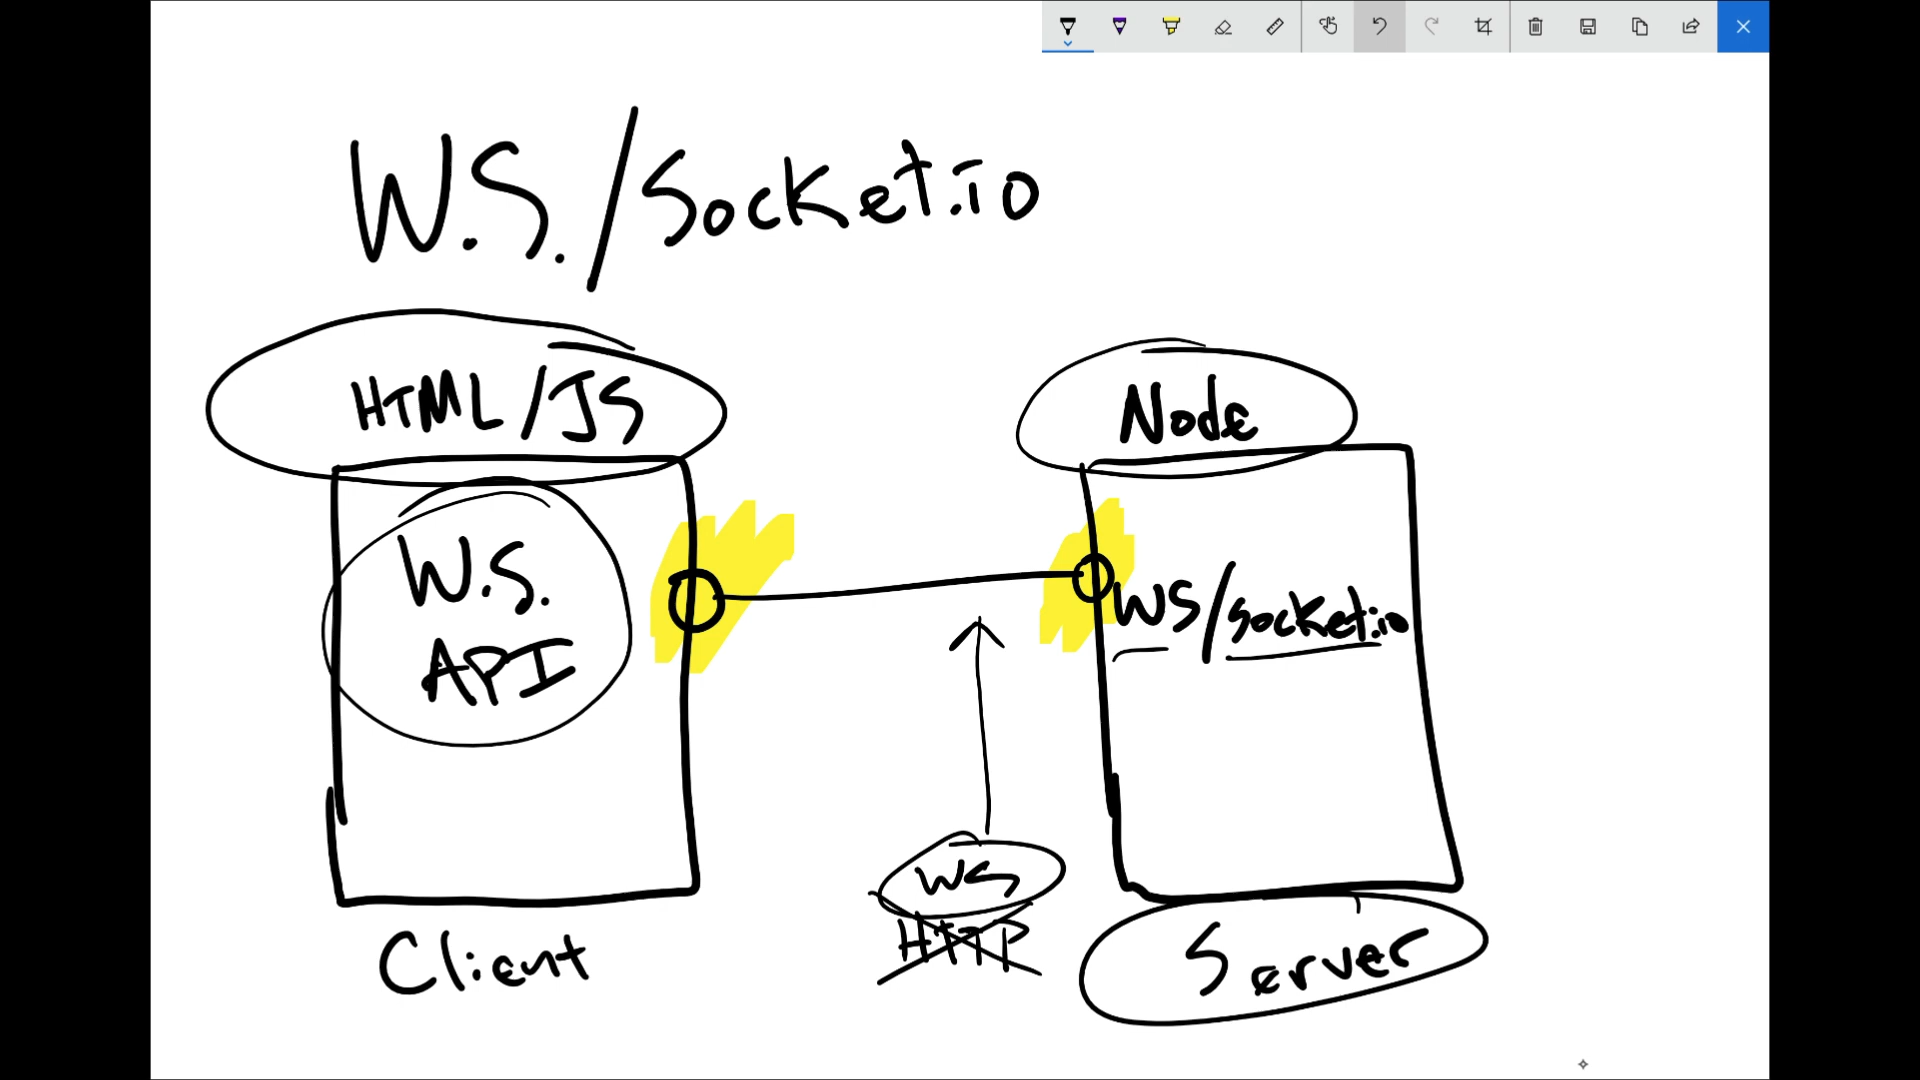 W.S./Socket.io
HTML/JS
Node
W.S.
API
WS/socket.io
WS
HTTP
Client
Server